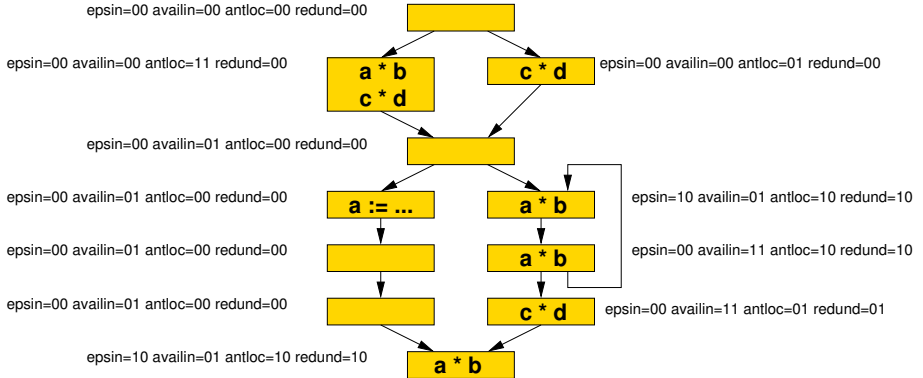 epsin=00 availin=00 antloc=00 redund=00
epsin=00 availin=00 antloc=11 redund=00
a * b
c * d
c * d
epsin=00 availin=00 antloc=01 redund=00
epsin=00 availin=01 antloc=00 redund=00
epsin=00 availin=01 antloc=00 redund=00
a := ...
a * b
epsin=10 availin=01 antloc=10 redund=10
epsin=00 availin=01 antloc=00 redund=00
a * b
epsin=00 availin=11 antloc=10 redund=10
epsin=00 availin=01 antloc=00 redund=00
c * d
epsin=00 availin=11 antloc=01 redund=01
epsin=10 availin=01 antloc=10 redund=10
a * b